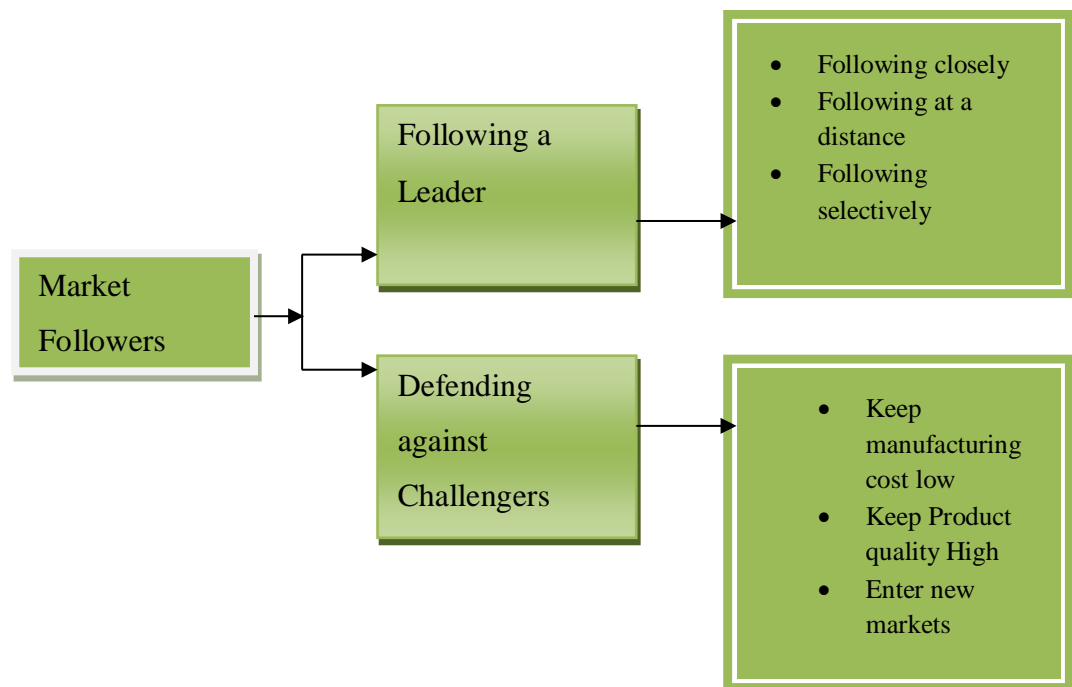 Market
Followers
Following a
Leader
• Following closely
• Following at a
distance
• Following
selectively
Defending
against
Challengers
• Keep
manufacturing
cost low
• Keep Product
quality High
• Enter new
markets